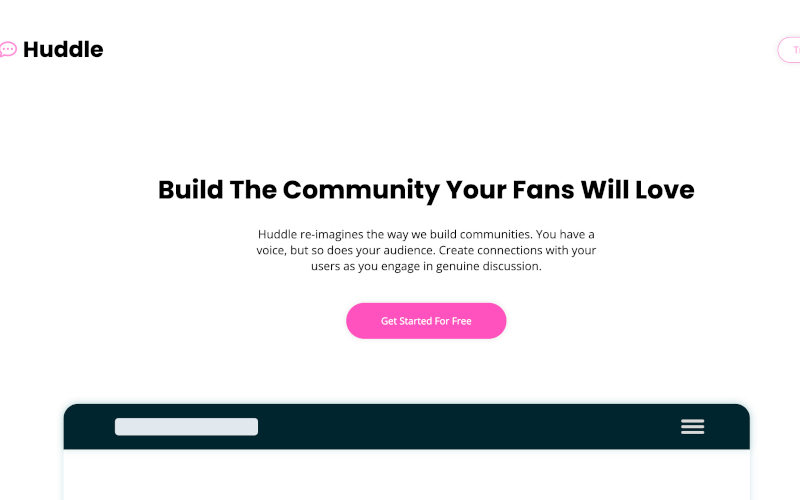 Huddle
Build The Community Your Fans Will Love
Huddle re-imagines the way we build communities. You have a
voice, but so does your audience. Create connections with your
users as you engage in genuine discussion.
Get Started For Free